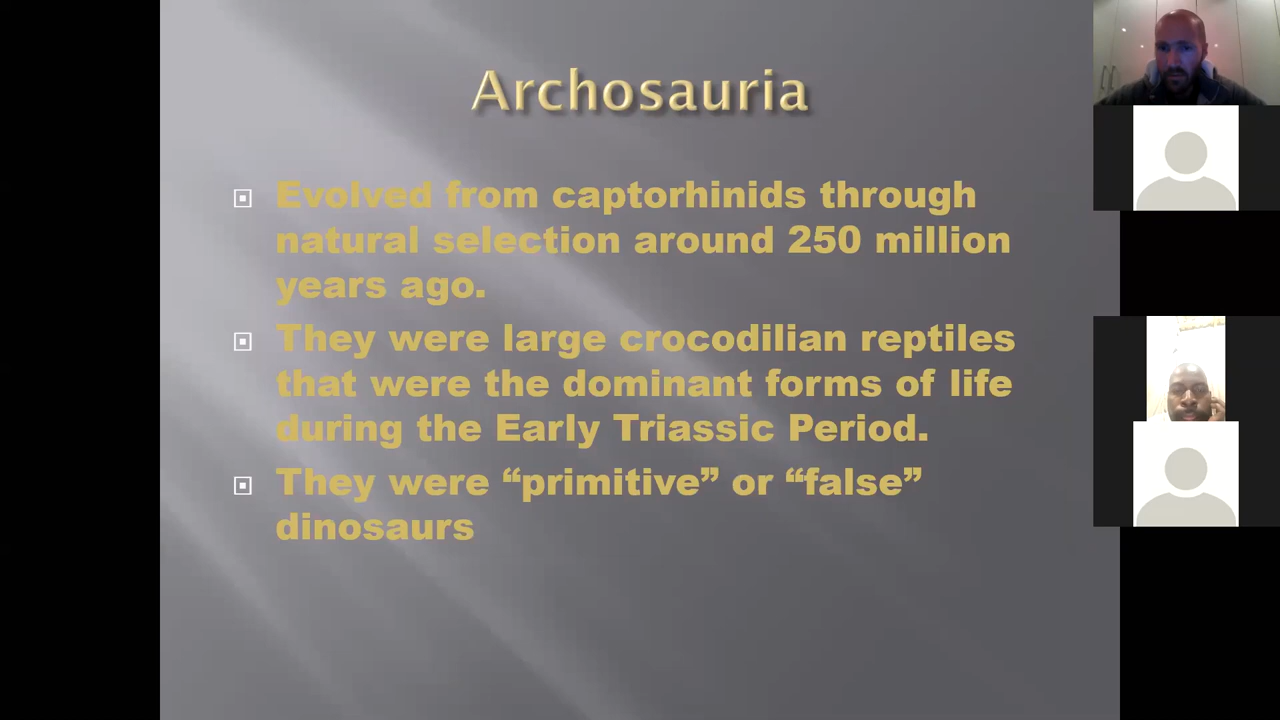 Archosauria
Evolved from captorhinids through
natural selection around 250 million
years ago.
They were large crocodilian reptiles
that were the dominant forms of life
during the Early Triassic Period.
They were “primitive” or “false”
dinosaurs